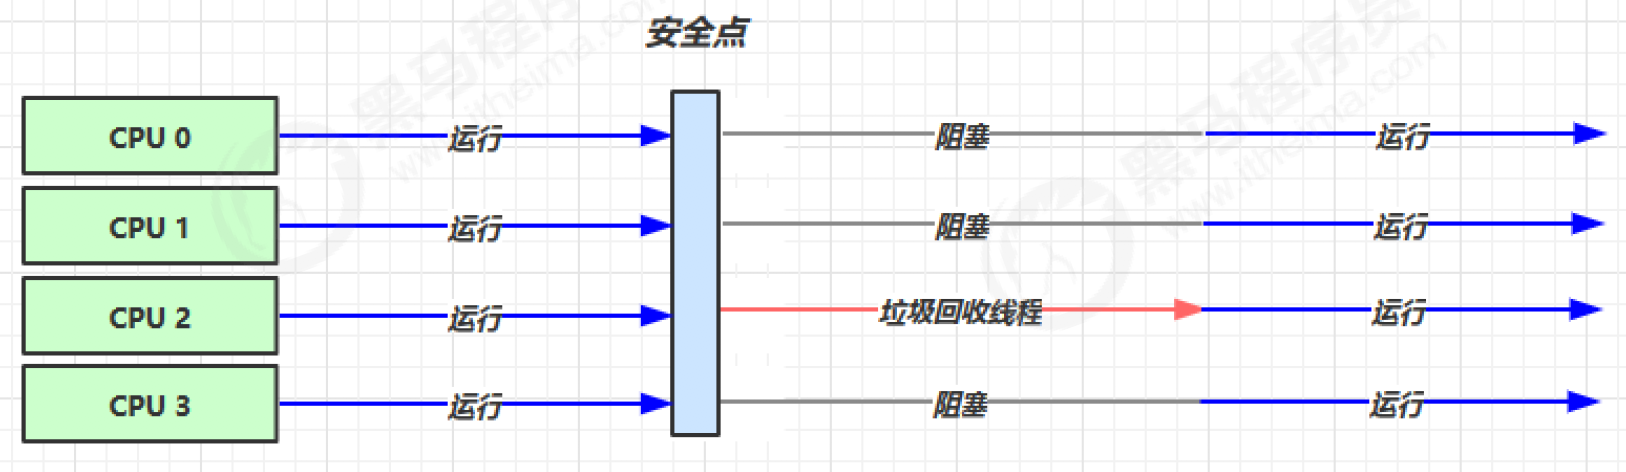 安全点
CPU 0 运行 阻塞 运行
CPU 1 运行 阻塞 运行
CPU 2 运行 垃圾回收线程 运行
CPU 3 运行 阻塞 运行
黑马程序员
www.itheima.com
黑马程序员
www.itheima.com